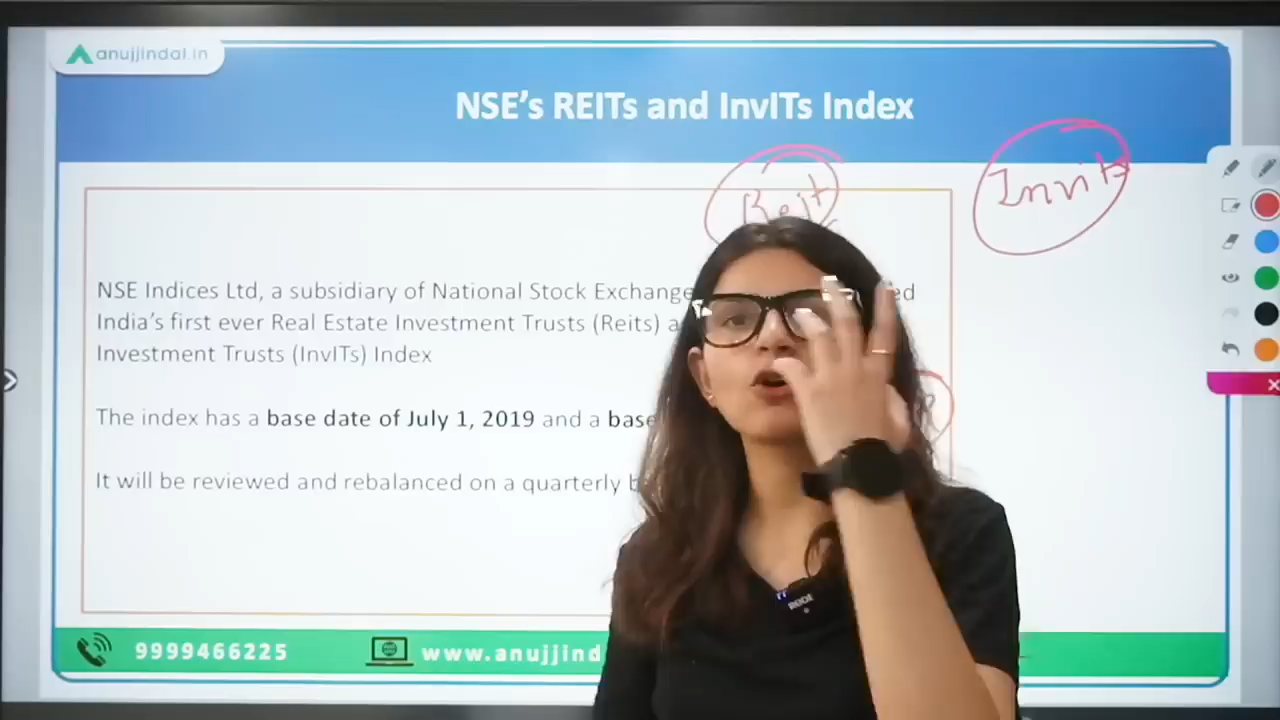 anujjindal.in
NSE's REITs and InvITs Index
Reit
Invit
NSE Indices Ltd, a subsidiary of National Stock Exchange
India's first ever Real Estate Investment Trusts (Reits)
Investment Trusts (InvITs) Index
The index has a base date of July 1, 2019 and a base
It will be reviewed and rebalanced on a quarterly
RODE
9999466225
www.anujjind